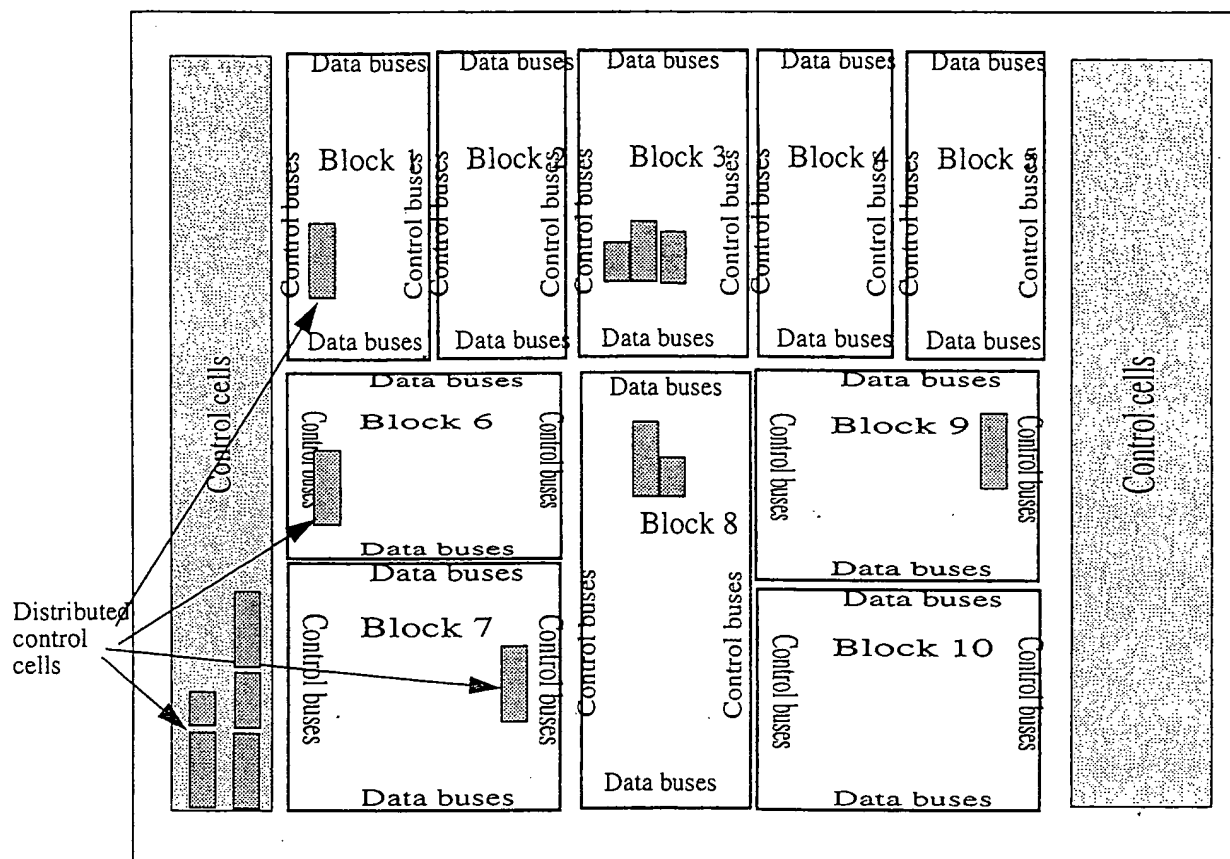 Data buses
Data buses
Data buses
Data buses
Data buses
Block 1
Block 2
Block 3
Block 4
Block 5
Control buses
Control buses
Control buses
Control buses
Control buses
Control buses
Control buses
Control buses
Control buses
Control buses
Data buses
Data buses
Data buses
Data buses
Data buses
Control cells
Control cells
Data buses
Block 6
Control buses
Control buses
Data buses
Data buses
Block 8
Control buses
Control buses
Data buses
Data buses
Block 9
Control buses
Control buses
Data buses
Distributed
control
cells
Data buses
Block 7
Control buses
Control buses
Data buses
Data buses
Block 10
Control buses
Control buses
Data buses